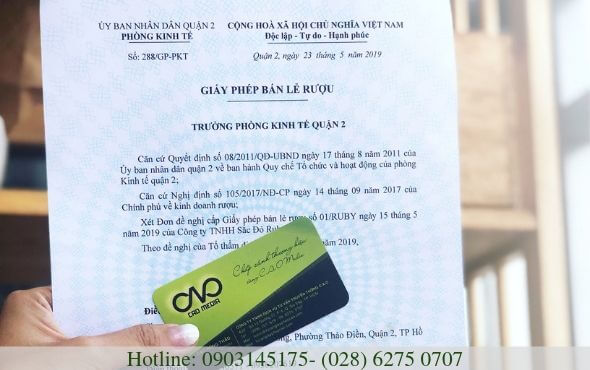 ỦY BAN NHÂN DÂN QUẬN 2
PHÒNG KINH TẾ
CỘNG HOÀ XÃ HỘI CHỦ NGHĨA VIỆT NAM
Độc lập - Tự do - Hạnh phúc
Số: 288/GP-PKT
Quận 2, ngày 23 tháng 5 năm 2019
GIẤY PHÉP BÁN LẺ RƯỢU
TRƯỞNG PHÒNG KINH TẾ QUẬN 2
Căn cứ Quyết định số 08/2011/QĐ-UBND ngày 17 tháng 8 năm 2011 của
Ủy ban nhân dân quận 2 về ban hành Quy chế Tổ chức và hoạt động của phòng
Kinh tế quận 2;
Căn cứ Nghị định số 105/2017/NĐ-CP ngày 14 tháng 09 năm 2017 của
Chính phủ về kinh doanh rượu;
Xét Đơn đề nghị cấp Giấy phép bán lẻ rượu số 01/RUBY ngày 15 tháng 5
năm 2019 của Công ty TNHH Sắc Đỏ
Theo đề nghị của Tổ thẩm năm 2019,
Chắp cánh thương hiệu
cùng C.A.O Media
CAO MEDIA
Phường Thảo Điền, Quận 2, TP Hồ
Hotline: 0903145175- (028) 6275 0707